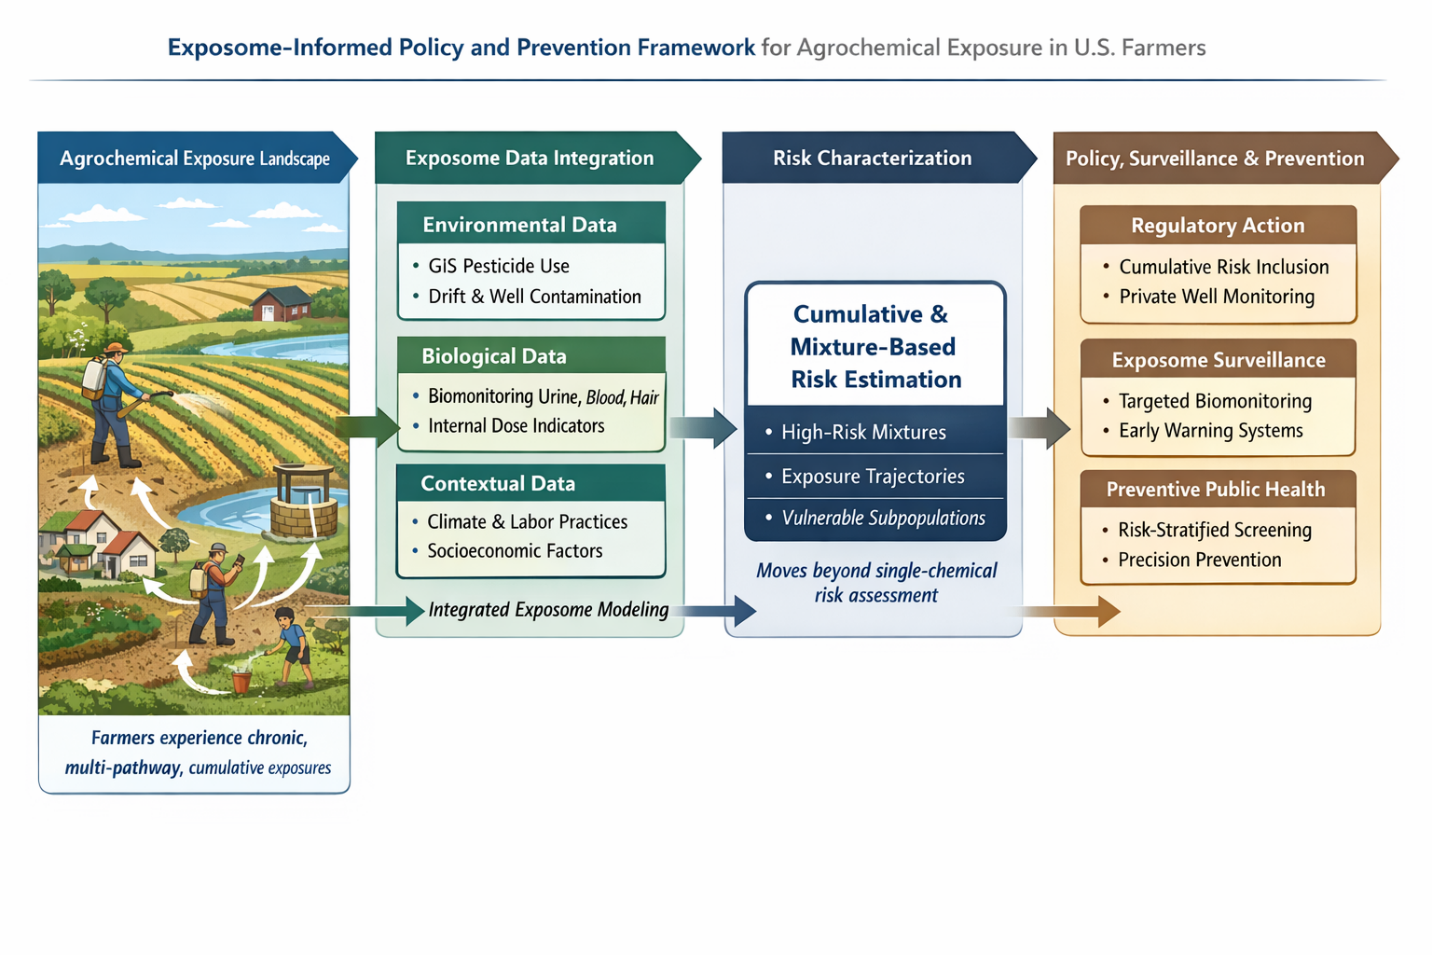 Exposome-Informed Policy and Prevention Framework for Agrochemical Exposure in U.S. Farmers
Agrochemical Exposure Landscape
Farmers experience chronic,
multi-pathway, cumulative exposures
Exposome Data Integration
Environmental Data
• GIS Pesticide Use
• Drift & Well Contamination
Biological Data
• Biomonitoring Urine, Blood, Hair
• Internal Dose Indicators
Contextual Data
• Climate & Labor Practices
• Socioeconomic Factors
Integrated Exposome Modeling
Risk Characterization
Cumulative &
Mixture-Based
Risk Estimation
• High-Risk Mixtures
• Exposure Trajectories
• Vulnerable Subpopulations
Moves beyond single-chemical
risk assessment
Policy, Surveillance & Prevention
Regulatory Action
• Cumulative Risk Inclusion
• Private Well Monitoring
Exposome Surveillance
• Targeted Biomonitoring
• Early Warning Systems
Preventive Public Health
• Risk-Stratified Screening
• Precision Prevention